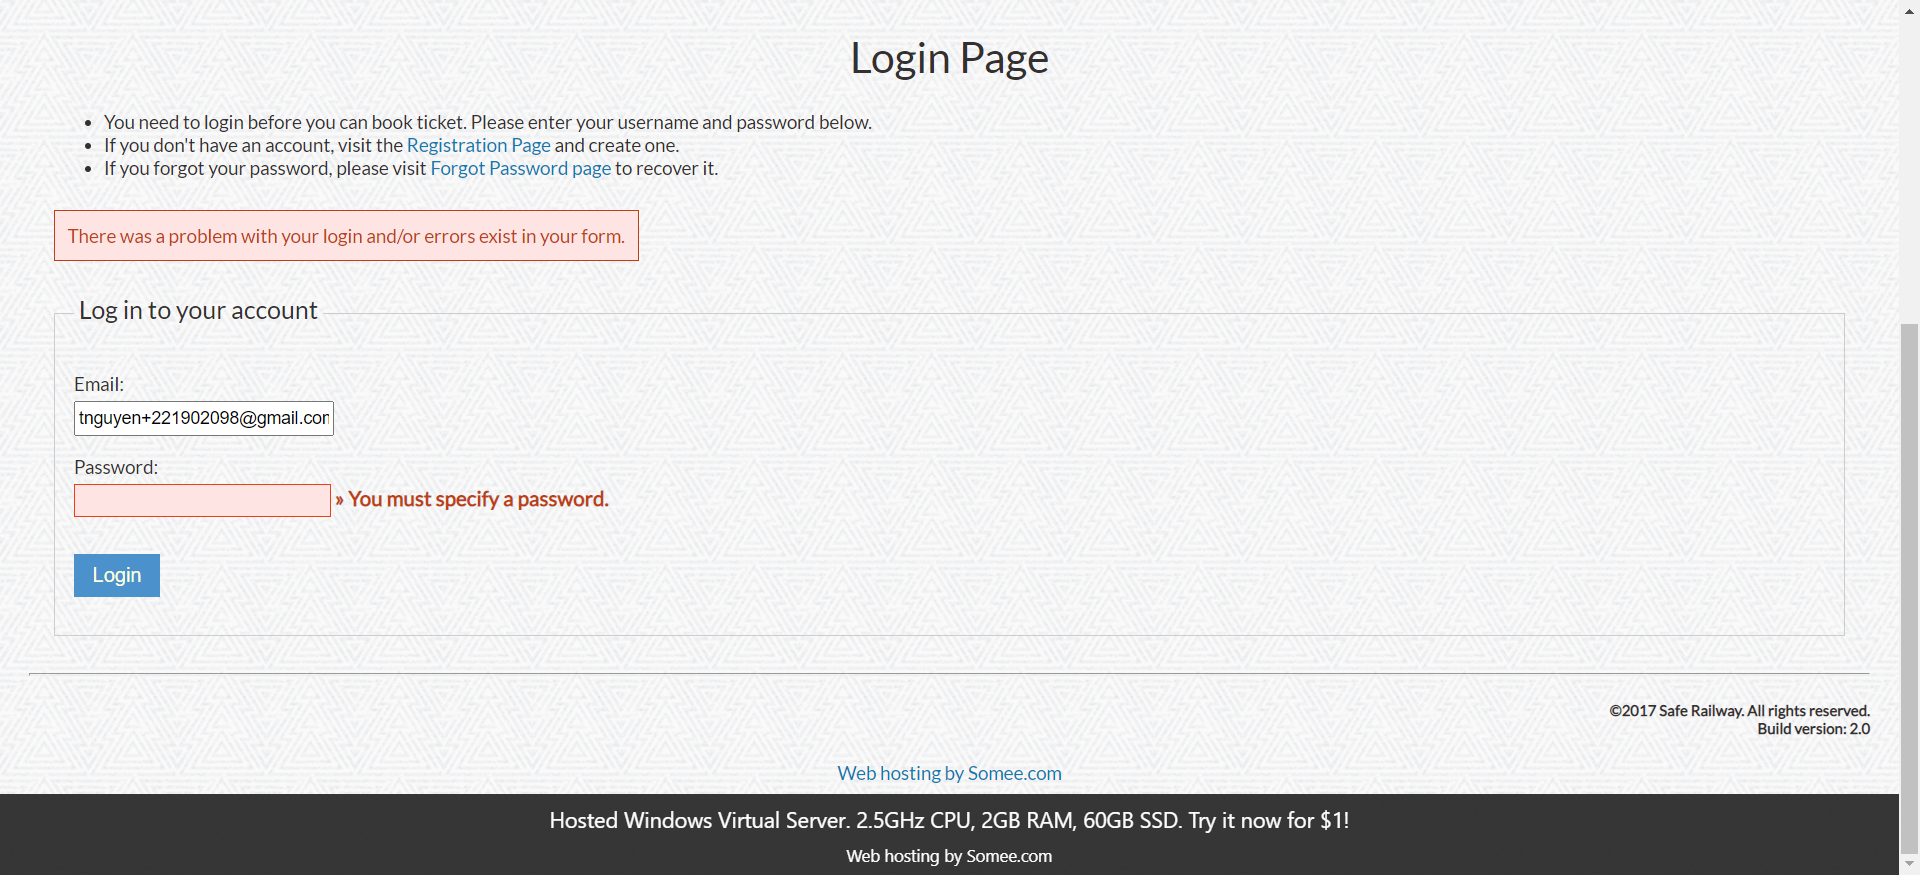 Login Page
You need to login before you can book ticket. Please enter your username and password below.
If you don't have an account, visit the Registration Page and create one.
If you forgot your password, please visit Forgot Password page to recover it.
There was a problem with your login and/or errors exist in your form.
Log in to your account
Email:
tnguyen+221902098@gmail.com
Password:
» You must specify a password.
Login
©2017 Safe Railway. All rights reserved.
Build version: 2.0
Web hosting by Somee.com
Hosted Windows Virtual Server. 2.5GHz CPU, 2GB RAM, 60GB SSD. Try it now for $1!
Web hosting by Somee.com